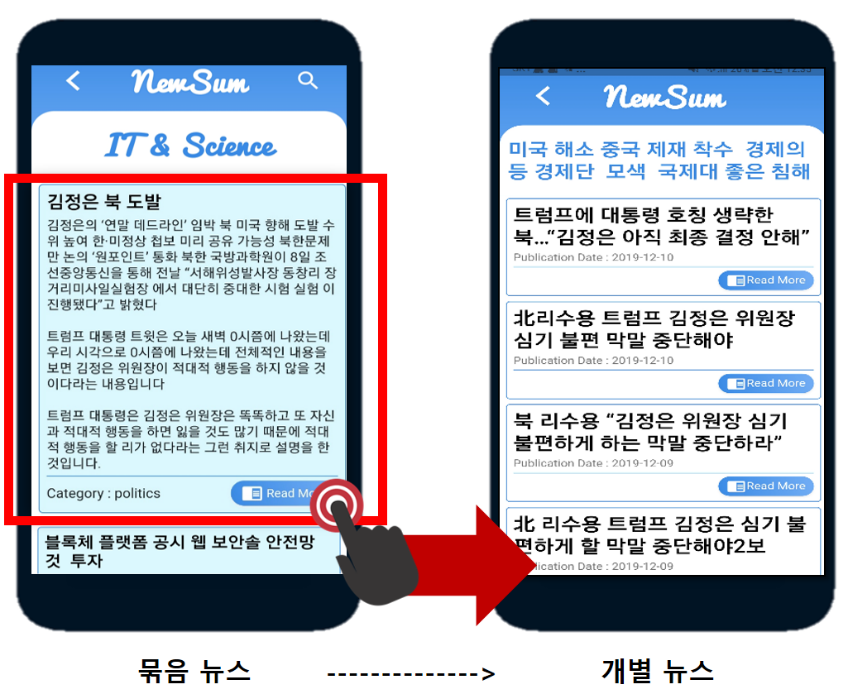 NewSum
IT & Science
김정은 북 도발
김정은의 ‘연말 데드라인’ 임박 북 미국 향해 도발 수
위 높여 한·미정상 첩보 미리 공유 가능성 북한문제
만 논의 ‘원포인트’ 통화 북한 국방과학원이 8일 조
선중앙통신을 통해 전날 “서해위성발사장 동창리 장
거리미사일실험장 에서 대단히 중대한 시험 실험 이
진행됐다”고 밝혔다
트럼프 대통령 트윗은 오늘 새벽 0시쯤에 나왔는데
우리 시각으로 0시쯤에 나왔는데 전체적인 내용을
보면 김정은 위원장이 적대적 행동을 하지 않을 것
이다라는 내용입니다
트럼프 대통령은 김정은 위원장은 똑똑하고 또 자신
과 적대적 행동을 하면 잃을 것도 많기 때문에 적대
적 행동을 할 리가 없다라는 그런 취지로 설명을 한
것입니다.
Category : politics
Read Mo
블록체 플랫폼 공시 웹 보안솔 안전망
것 투자
NewSum
미국 해소 중국 제재 착수 경제의
등 경제단 모색 국제대 좋은 침해
트럼프에 대통령 호칭 생략한
북...“김정은 아직 최종 결정 안해”
Publication Date : 2019-12-10
Read More
北리수용 트럼프 김정은 위원장
심기 불편 막말 중단해야
Publication Date : 2019-12-10
Read More
북 리수용 “김정은 위원장 심기
불편하게 하는 막말 중단하라”
Publication Date : 2019-12-09
Read More
北 리수용 트럼프 김정은 심기 불
편하게 할 막말 중단해야2보
ication Date : 2019-12-09
묶음 뉴스 --------------> 개별 뉴스